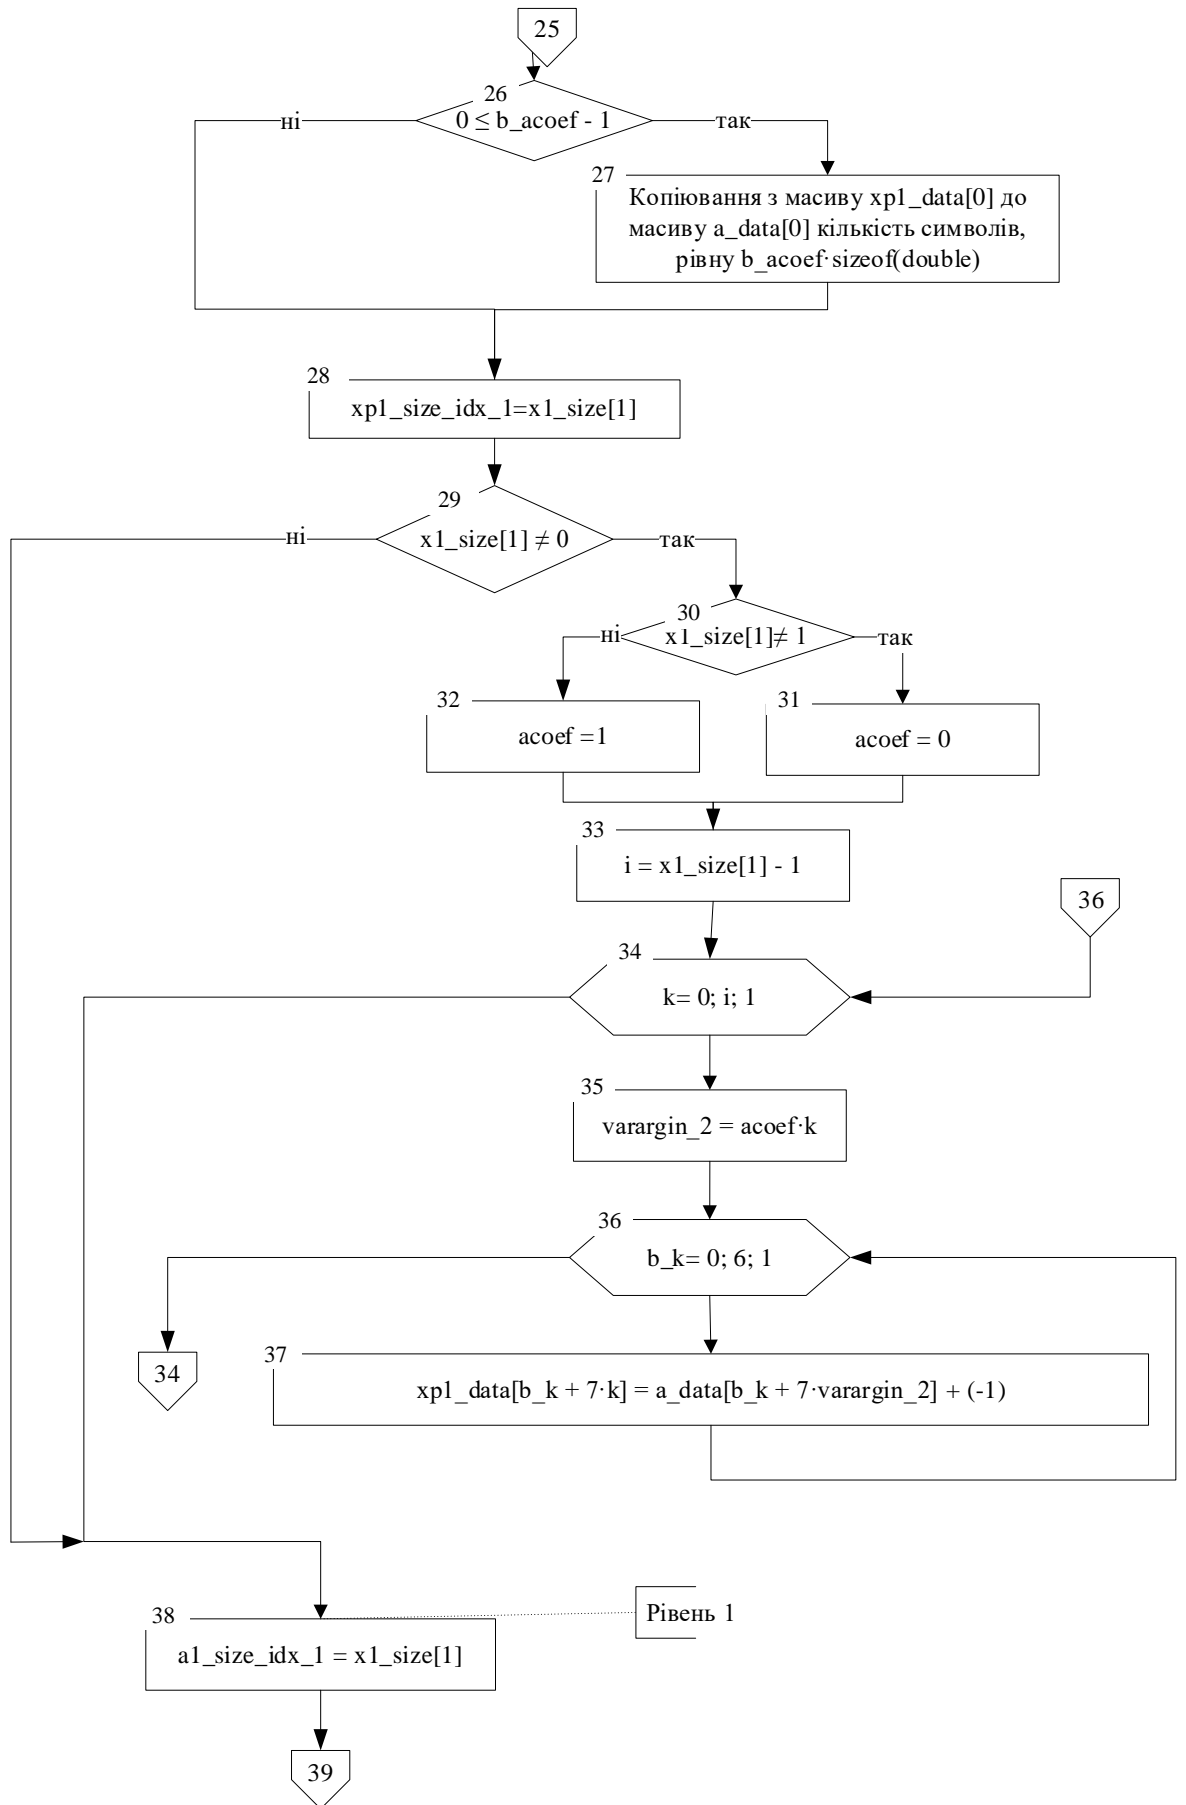 25
26
0 ≤ b_acoef - 1
ні
так
27
Копіювання з масиву xp1_data[0] до
масиву a_data[0] кількість символів,
рівну b_acoef·sizeof(double)
28
xp1_size_idx_1=x1_size[1]
29
x1_size[1] ≠ 0
ні
так
30
x1_size[1]≠ 1
ні
так
32
acoef =1
31
acoef = 0
33
i = x1_size[1] - 1
36
34
k= 0; i; 1
35
varargin_2 = acoef·k
36
b_k= 0; 6; 1
34
37
xp1_data[b_k + 7·k] = a_data[b_k + 7·varargin_2] + (-1)
38
a1_size_idx_1 = x1_size[1]
Рівень 1
39